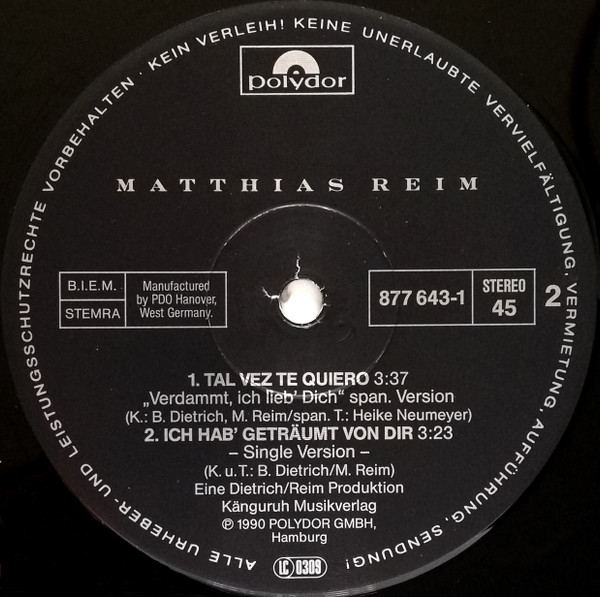 ALLE URHEBER- UND LEISTUNGSSCHUTZRECHTE VORBEHALTEN · KEIN VERLEIH! KEINE UNERLAUBTE VERVIELFÄLTIGUNG, VERMIETUNG, AUFFÜHRUNG, SENDUNG!
polydor
MATTHIAS REIM
B.I.E.M.
STEMRA
Manufactured
by PDO Hanover,
West Germany.
877 643-1
STEREO
45
2
1. TAL VEZ TE QUIERO 3:37
„Verdammt, ich lieb' Dich“ span. Version
(K.: B. Dietrich, M. Reim/span. T.: Heike Neumeyer)
2. ICH HAB' GETRÄUMT VON DIR 3:23
– Single Version –
(K. u. T.: B. Dietrich/M. Reim)
Eine Dietrich/Reim Produktion
Känguruh Musikverlag
℗ 1990 POLYDOR GMBH,
Hamburg
LC 0309